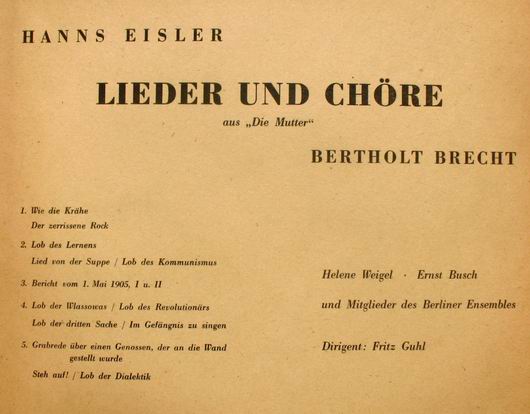 HANNS EISLER
LIEDER UND CHÖRE
aus „Die Mutter“
BERTHOLT BRECHT
1. Wie die Krähe
Der zerrissene Rock
2. Lob des Lernens
Lied von der Suppe / Lob des Kommunismus
3. Bericht vom 1. Mai 1905, I u. II
4. Lob der Wlassowas / Lob des Revolutionärs
Lob der dritten Sache / Im Gefängnis zu singen
5. Grabrede über einen Genossen, der an die Wand
gestellt wurde
Steh auf! / Lob der Dialektik
Helene Weigel · Ernst Busch
und Mitglieder des Berliner Ensembles
Dirigent: Fritz Guhl